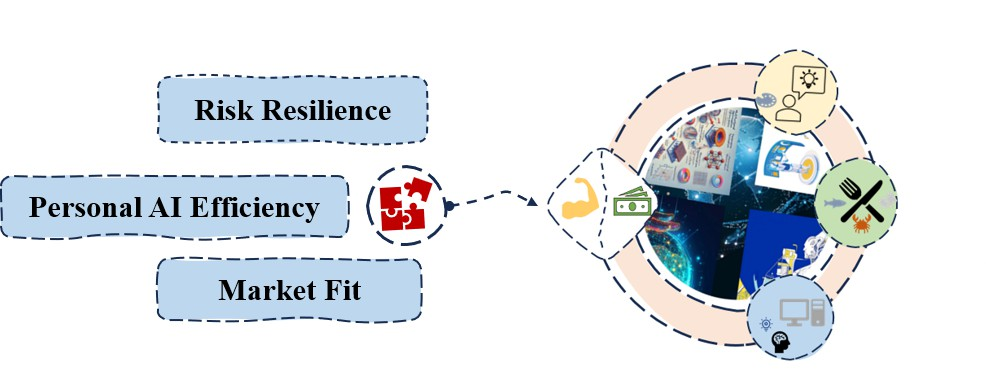 Risk Resilience
Personal AI Efficiency
Market Fit